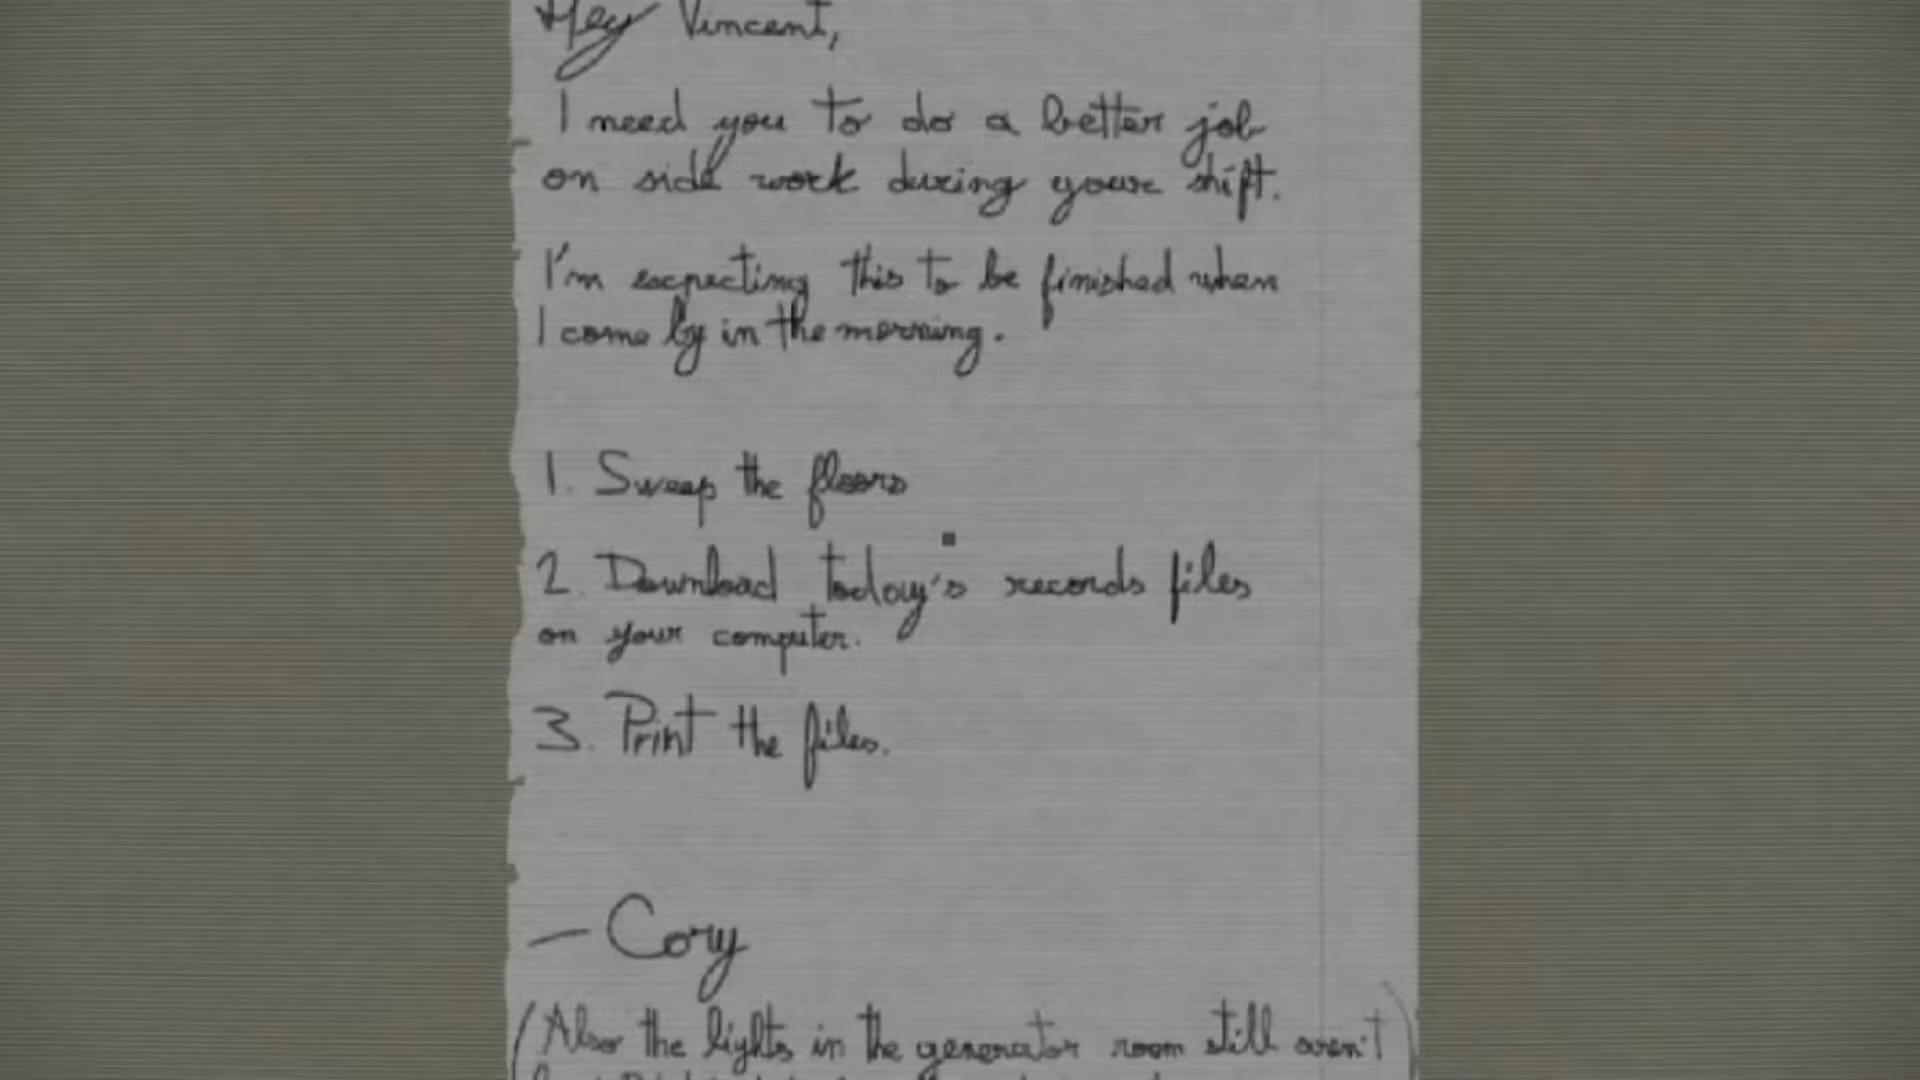 Hey Vincent,
I need you to do a better job
on side work during your shift.
I'm expecting this to be finished when
I come by in the morning.
1. Sweep the floors
2. Download today's records files
on your computer.
3. Print the files.
- Cory
(Also the lights in the generator room still aren't